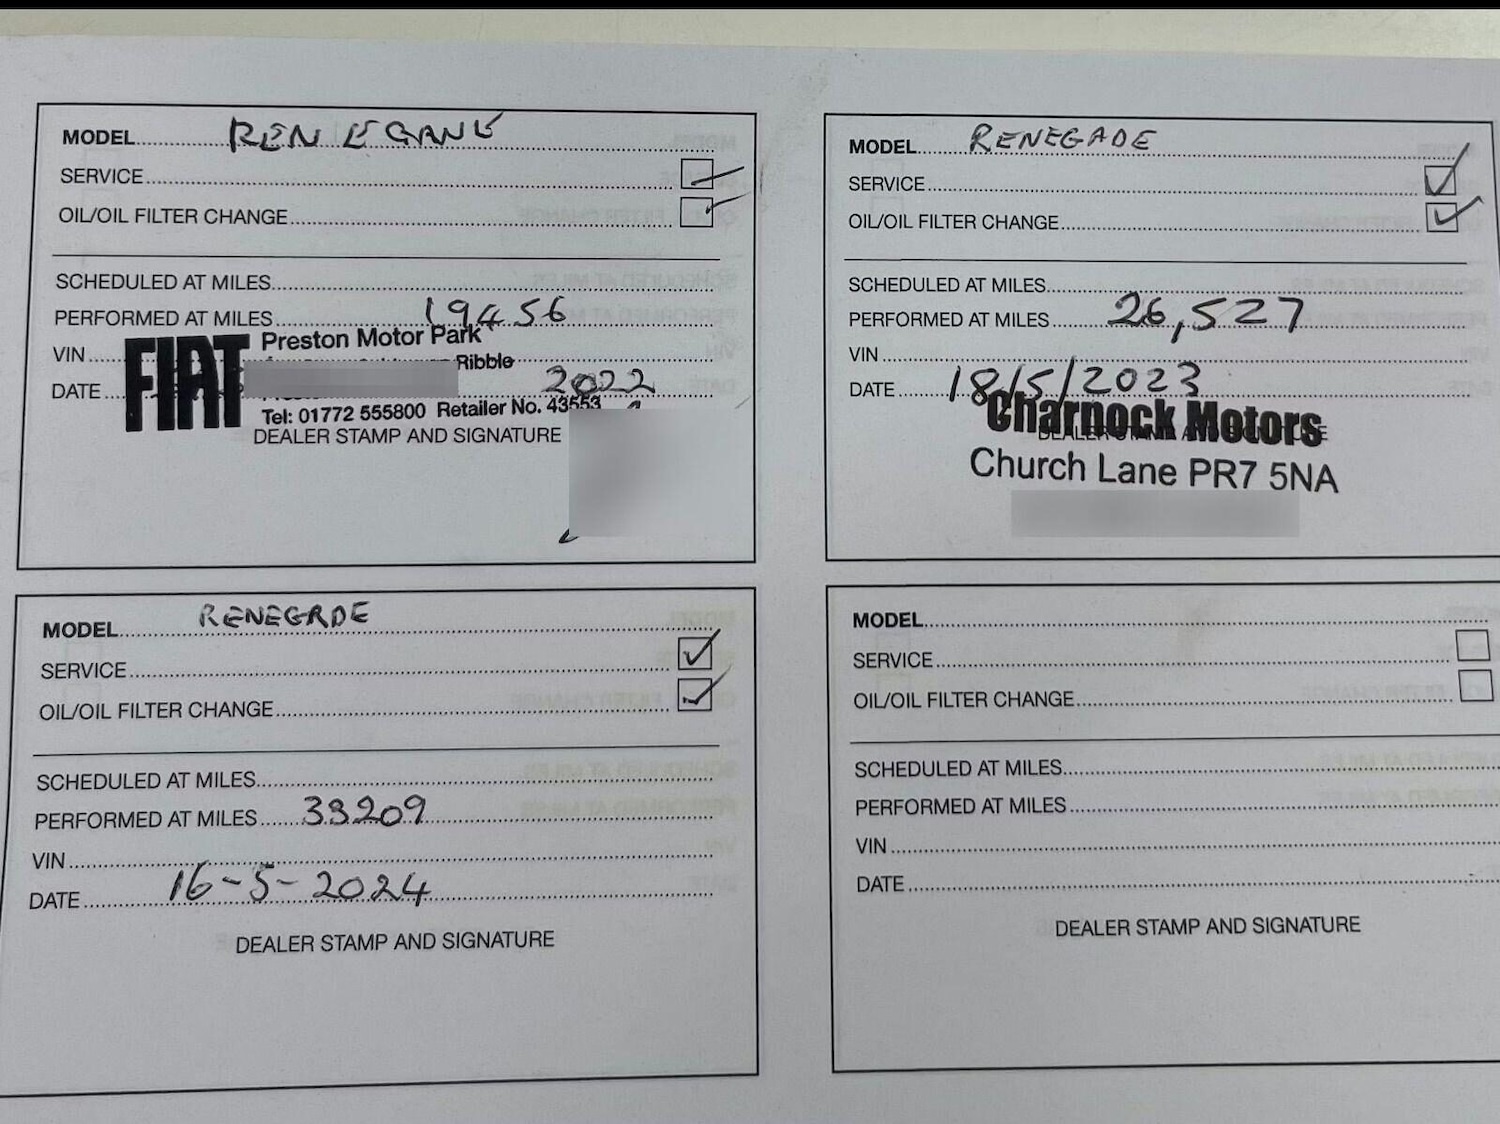 MODEL RENEGANE
SERVICE
OIL/OIL FILTER CHANGE
SCHEDULED AT MILES
PERFORMED AT MILES 19456
VIN
DATE 2022
FIAT
Preston Motor Park
Ribble
Tel: 01772 555800 Retailer No. 43553
DEALER STAMP AND SIGNATURE
MODEL RENEGADE
SERVICE
OIL/OIL FILTER CHANGE
SCHEDULED AT MILES
PERFORMED AT MILES 26,527
VIN
DATE 18/5/2023
Charnock Motors
DEALER STAMP
Church Lane PR7 5NA
MODEL RENEGADE
SERVICE
OIL/OIL FILTER CHANGE
SCHEDULED AT MILES
PERFORMED AT MILES 33209
VIN
DATE 16-5-2024
DEALER STAMP AND SIGNATURE
MODEL
SERVICE
OIL/OIL FILTER CHANGE
SCHEDULED AT MILES
PERFORMED AT MILES
VIN
DATE
DEALER STAMP AND SIGNATURE